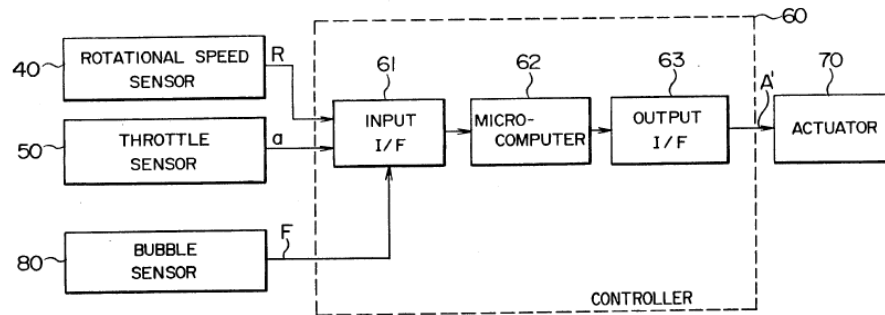 60
ROTATIONAL SPEED
SENSOR
40
R
61
62
63
70
INPUT
I/F
MICRO-
COMPUTER
OUTPUT
I/F
A'
ACTUATOR
THROTTLE
SENSOR
50
a
BUBBLE
SENSOR
80
F
CONTROLLER